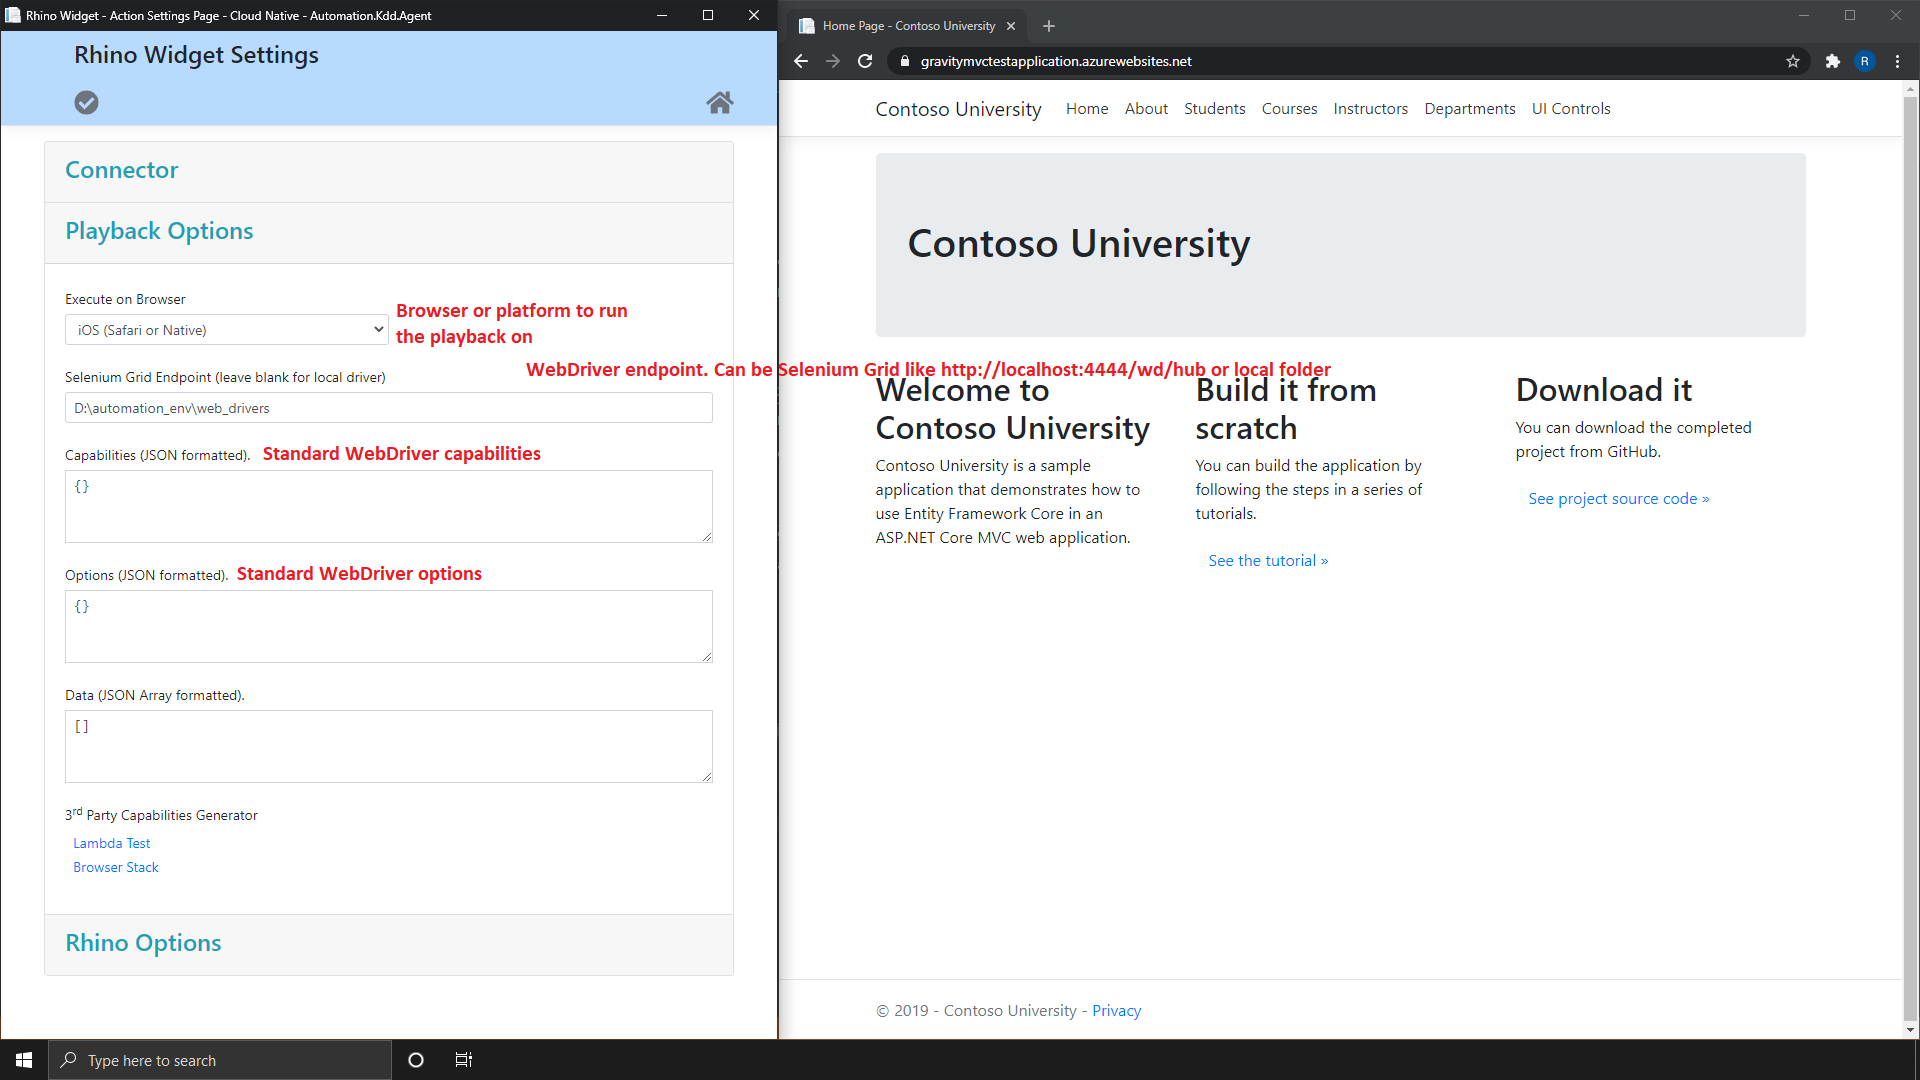 Rhino Widget - Action Settings Page - Cloud Native - Automation.Kdd.Agent
Rhino Widget Settings
Connector
Playback Options
Execute on Browser
iOS (Safari or Native)
Browser or platform to run
the playback on
Selenium Grid Endpoint (leave blank for local driver)
WebDriver endpoint. Can be Selenium Grid like http://localhost:4444/wd/hub or local folder
D:\automation_env\web_drivers
Capabilities (JSON formatted).
Standard WebDriver capabilities
{}
Options (JSON formatted).
Standard WebDriver options
{}
Data (JSON Array formatted).
[]
3rd Party Capabilities Generator
Lambda Test
Browser Stack
Rhino Options
Home Page - Contoso University
gravitymvctestapplication.azurewebsites.net
R
Contoso University Home About Students Courses Instructors Departments UI Controls
Contoso University
Welcome to
Contoso University
Contoso University is a sample
application that demonstrates how to
use Entity Framework Core in an
ASP.NET Core MVC web application.
Build it from
scratch
You can build the application by
following the steps in a series of
tutorials.
See the tutorial »
Download it
You can download the completed
project from GitHub.
See project source code »
© 2019 - Contoso University - Privacy
Type here to search